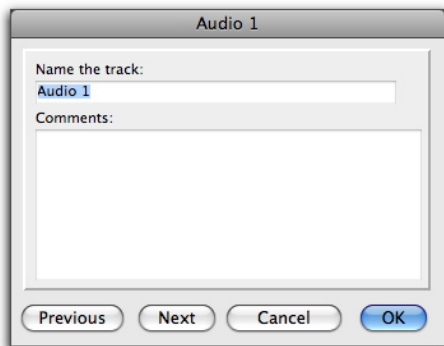 Audio 1
Name the track:
Audio 1
Comments:
Previous Next Cancel OK